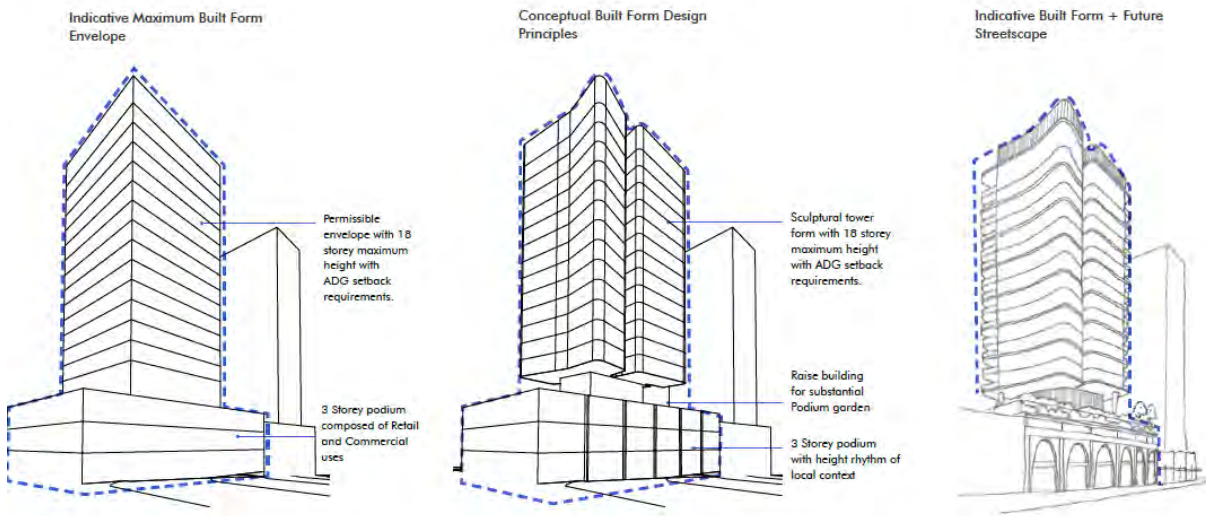 Indicative Maximum Built Form
Envelope
Permissible
envelope with 18
storey maximum
height with
ADG setback
requirements.
3 Storey podium
composed of Retail
and Commercial
uses
Conceptual Built Form Design
Principles
Sculptural tower
form with 18 storey
maximum height
with ADG setback
requirements.
Raise building
for substantial
Podium garden
3 Storey podium
with height rhythm of
local context
Indicative Built Form + Future
Streetscape